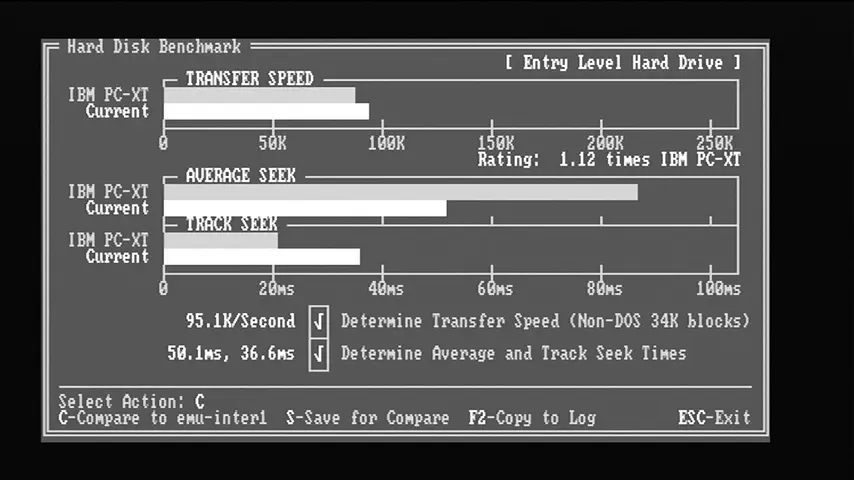 Hard Disk Benchmark
[ Entry Level Hard Drive ]
TRANSFER SPEED
IBM PC-XT
Current
0 50K 100K 150K 200K 250K
Rating: 1.12 times IBM PC-XT
AVERAGE SEEK
IBM PC-XT
Current
TRACK SEEK
IBM PC-XT
Current
0 20ms 40ms 60ms 80ms 100ms
95.1K/Second √ Determine Transfer Speed (Non-DOS 34K blocks)
50.1ms, 36.6ms √ Determine Average and Track Seek Times
Select Action: C
C-Compare to emu-inter1 S-Save for Compare F2-Copy to Log ESC-Exit